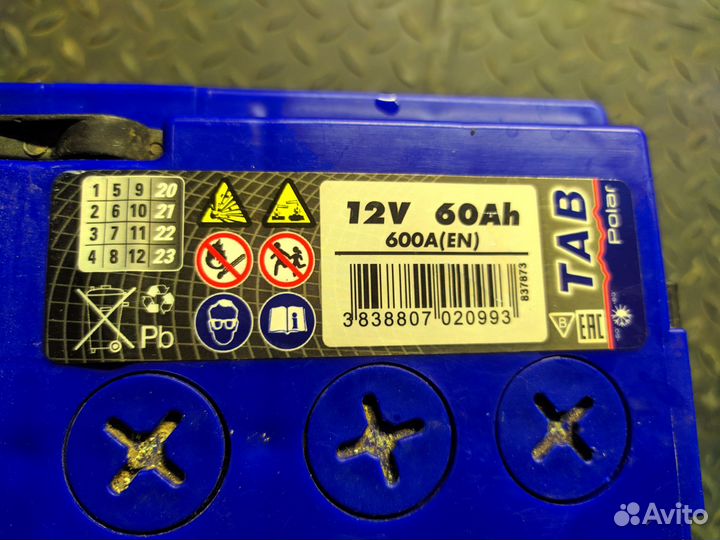 1 5 9 20
2 6 10 21
3 7 11 22
4 8 12 23
Pb
12V 60Ah
600A(EN)
837873
3 838807 020993
TAB
Polar
B
EAC
Avito